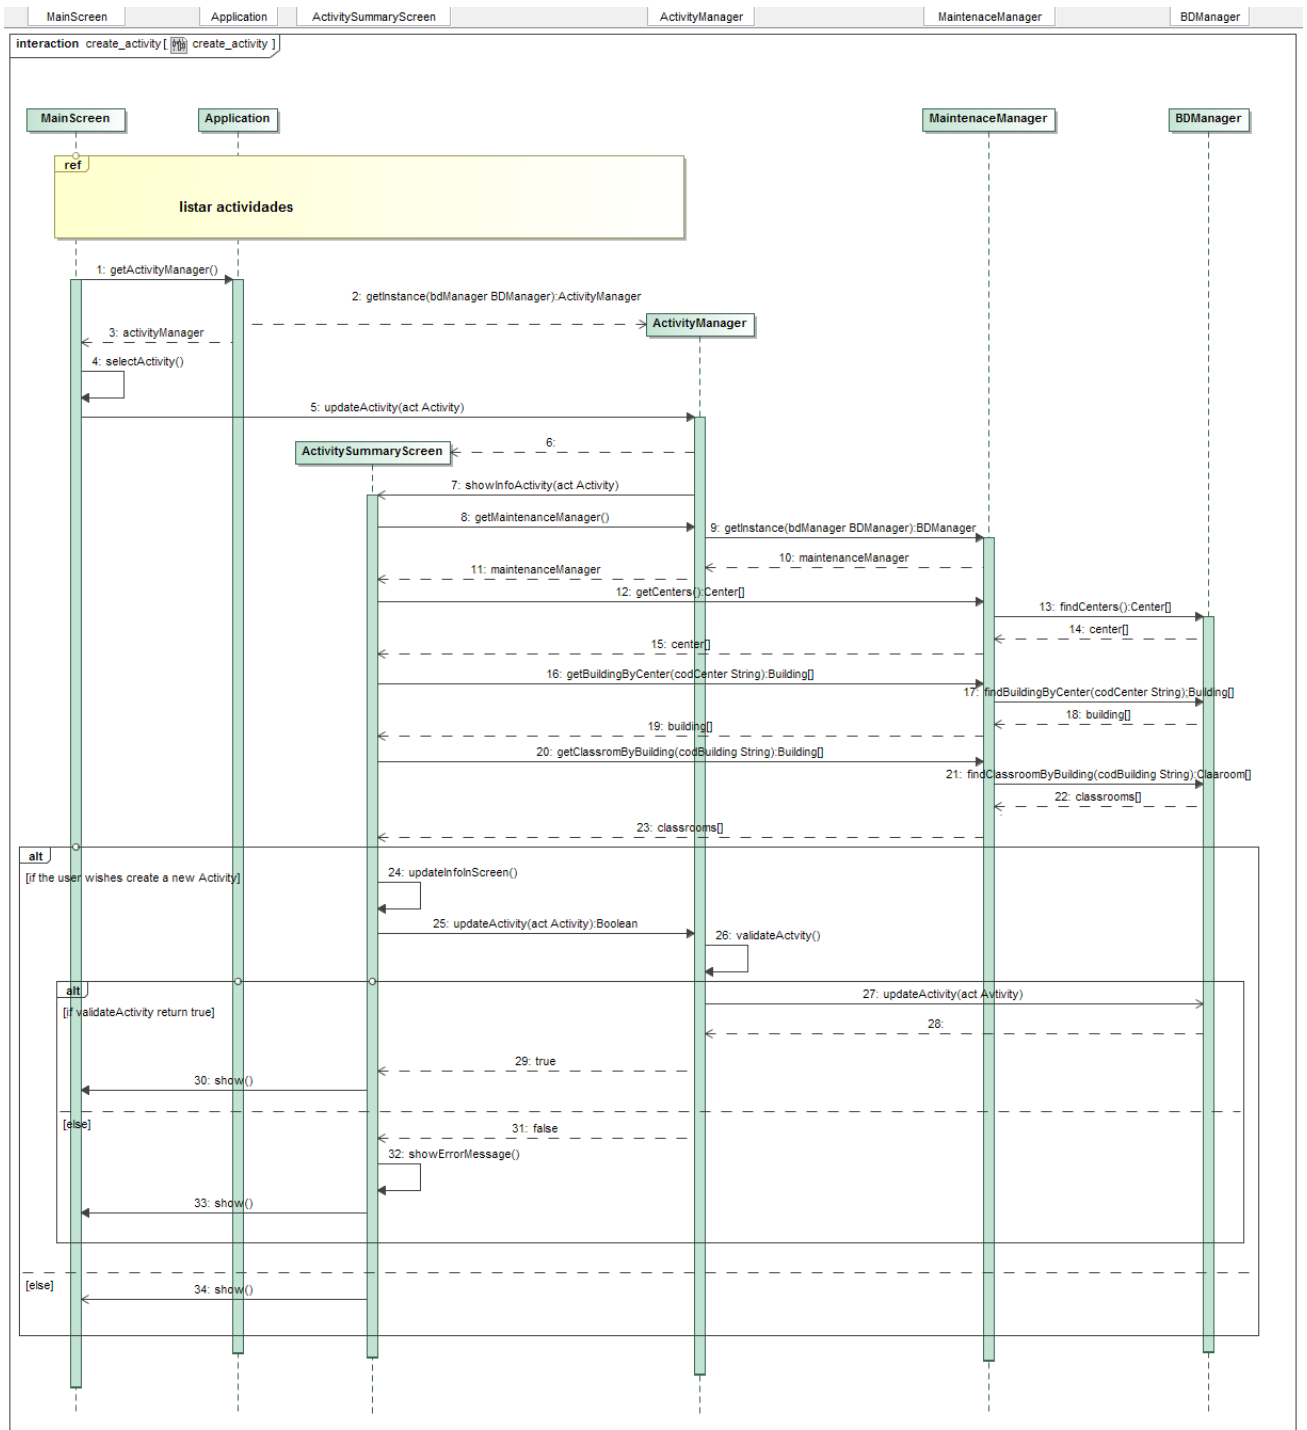 MainScreen
Application
ActivitySummaryScreen
ActivityManager
MaintenaceManager
BDManager
interaction create_activity [ create_activity ]
MainScreen
Application
MaintenaceManager
BDManager
ref
listar actividades
1: getActivityManager()
2: getInstance(bdManager BDManager):ActivityManager
ActivityManager
3: activityManager
4: selectActivity()
5: updateActivity(act Activity)
6:
ActivitySummaryScreen
7: showInfoActivity(act Activity)
8: getMaintenanceManager()
9: getInstance(bdManager BDManager):BDManager
10: maintenanceManager
11: maintenanceManager
12: getCenters():Center[]
13: findCenters():Center[]
14: center[]
15: center[]
16: getBuildingByCenter(codCenter String):Building[]
17: findBuildingByCenter(codCenter String);Building[]
18: building[]
19: building[]
20: getClassromByBuilding(codBuilding String):Building[]
21: findClassroomByBuilding(codBuilding String):Claaroom[]
22: classrooms[]
23: classrooms[]
alt
[if the user wishes create a new Activity]
24: updateInfoInScreen()
25: updateActivity(act Activity):Boolean
26: validateActvity()
alt
[if validateActivity return true]
27: updateActivity(act Avtivity)
28:
29: true
30: show()
[else]
31: false
32: showErrorMessage()
33: show()
[else]
34: show()